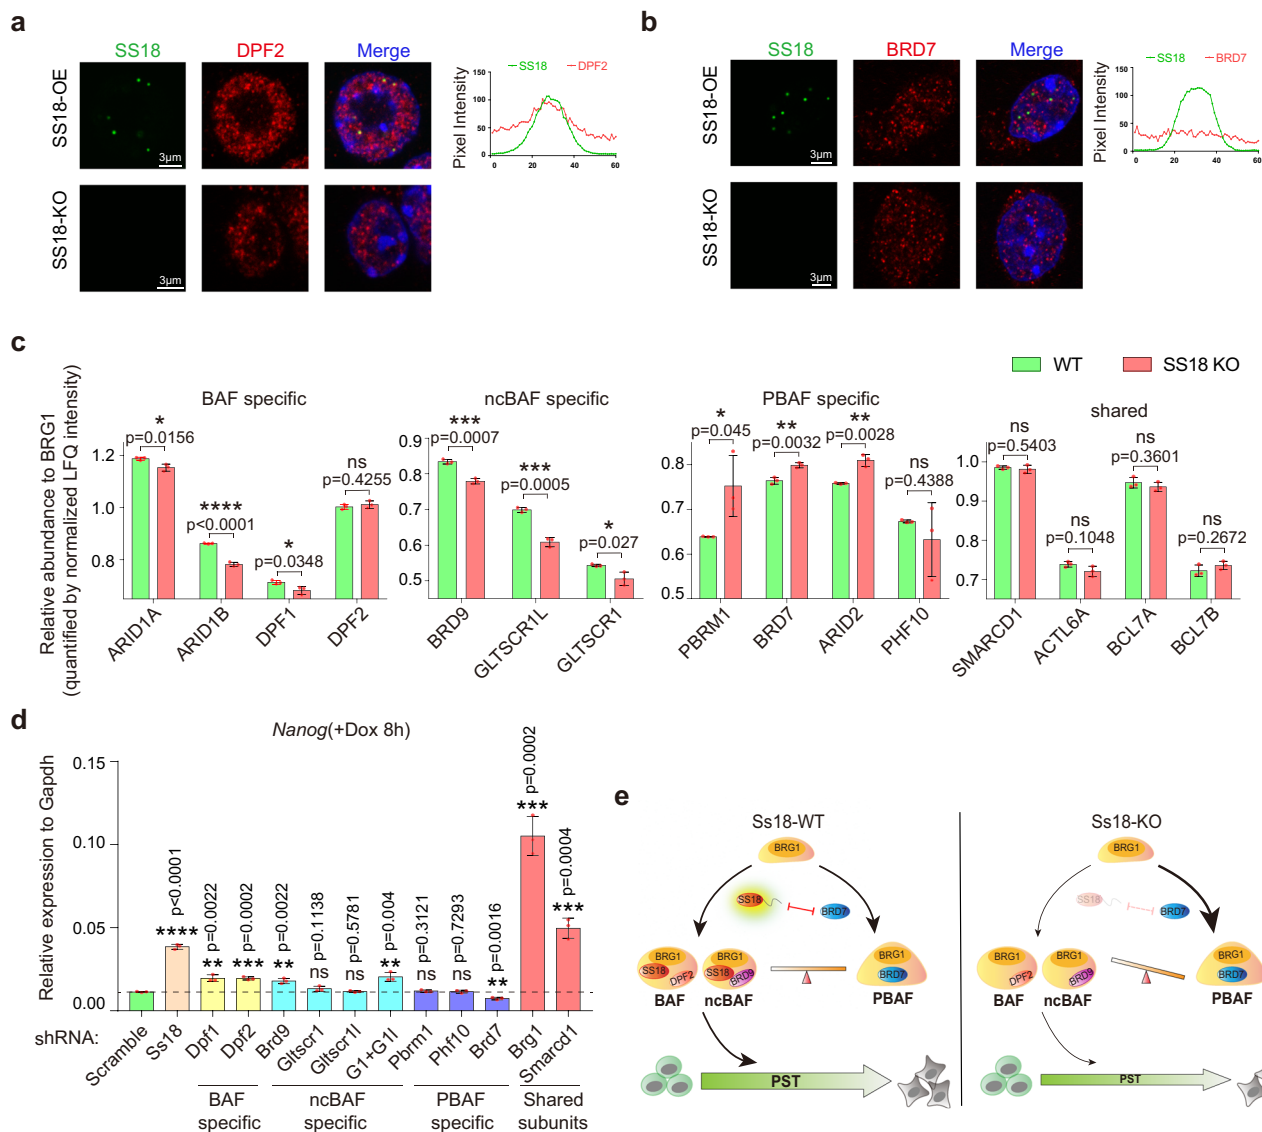 a
SS18
DPF2
Merge
SS18-OE
3μm
SS18-KO
3μm
SS18
DPF2
Pixel Intensity
150
100
50
0
0
20
40
60
b
SS18
BRD7
Merge
SS18-OE
3μm
SS18-KO
3μm
SS18
BRD7
Pixel Intensity
150
100
50
0
0
20
40
60
c
WT
SS18 KO
Relative abundance to BRG1
(quantified by normalized LFQ intensity)
BAF specific
1.2
1.0
0.8
*
p=0.0156
****
p<0.0001
*
p=0.0348
ns
p=0.4255
ARID1A
ARID1B
DPF1
DPF2
ncBAF specific
0.9
0.8
0.7
0.6
0.5
***
p=0.0007
***
p=0.0005
*
p=0.027
BRD9
GLTSCR1L
GLTSCR1
PBAF specific
0.8
0.7
0.6
0.5
*
p=0.045
**
p=0.0032
**
p=0.0028
ns
p=0.4388
PBRM1
BRD7
ARID2
PHF10
shared
1.0
0.9
0.8
0.7
ns
p=0.5403
ns
p=0.1048
ns
p=0.3601
ns
p=0.2672
SMARCD1
ACTL6A
BCL7A
BCL7B
d
Nanog(+Dox 8h)
Relative expression to Gapdh
0.15
0.10
0.05
0.00
p<0.0001
****
p=0.0022
**
p=0.0002
***
p=0.0022
**
p=0.1138
ns
p=0.5781
ns
p=0.004
**
p=0.3121
ns
p=0.7293
ns
p=0.0016
**
p=0.0002
***
p=0.0004
***
shRNA:
Scramble
Ss18
Dpf1
Dpf2
Brd9
Gltscr1
Gltscr1l
G1+G1l
Pbrm1
Phf10
Brd7
Brg1
Smarcd1
BAF
specific
ncBAF
specific
PBAF
specific
Shared
subunits
e
Ss18-WT
BRG1
SS18
BRD7
BRG1
SS18
DPF2
BAF
BRG1
SS18
BRD9
ncBAF
BRG1
BRD7
PBAF
PST
Ss18-KO
BRG1
SS18
BRD7
BRG1
DPF2
BAF
BRG1
BRD9
ncBAF
BRG1
BRD7
PBAF
PST